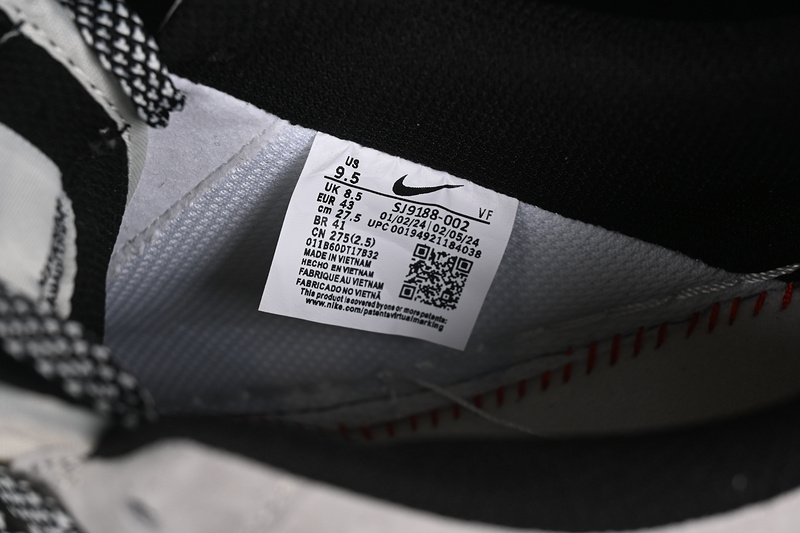 US
9.5
UK 8.5
EUR 43
cm 27.5
BR 41
CN 275(2.5)
011B60DT17B32
MADE IN VIETNAM
HECHO EN VIETNAM
FABRIQUE AU VIETNAM
FABRICADO NO VIETNÃ
This product is covered by one or more patents:
www.nike.com/patentsvirtualmarking
SJ9188-002
VF
01/02/24 | 02/05/24
UPC 00194921184038